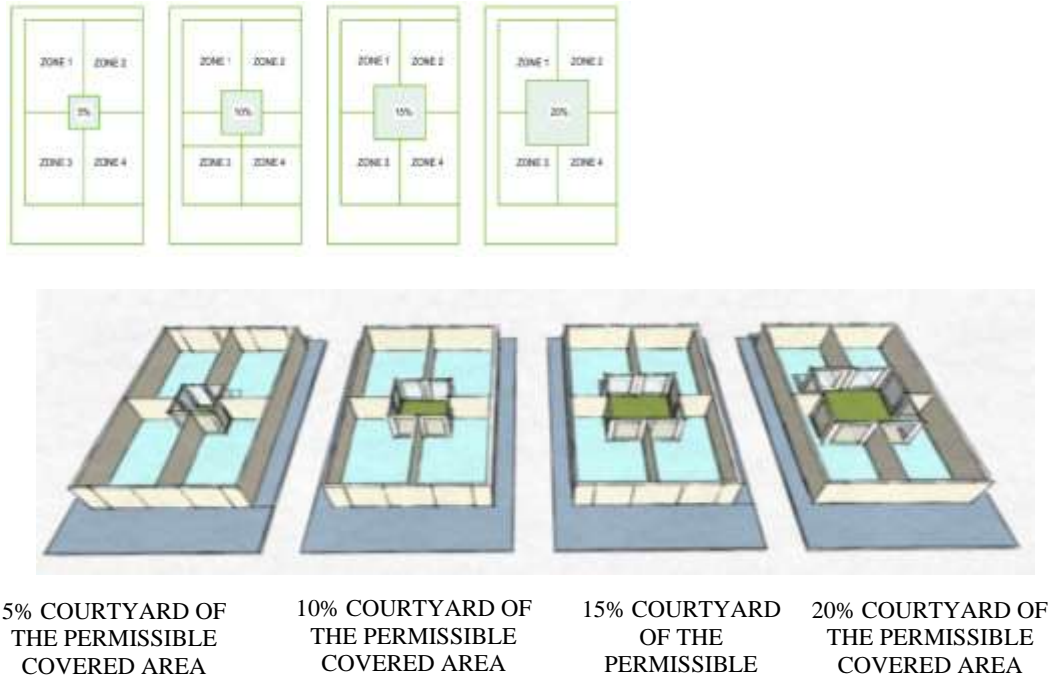 ZONE 1 ZONE 2 ZONE 1 ZONE 2 ZONE 1 ZONE 2 ZONE 1 ZONE 2
5% 10% 15% 20%
ZONE 3 ZONE 4 ZONE 3 ZONE 4 ZONE 3 ZONE 4 ZONE 3 ZONE 4
5% COURTYARD OF
THE PERMISSIBLE
COVERED AREA
10% COURTYARD OF
THE PERMISSIBLE
COVERED AREA
15% COURTYARD
OF THE
PERMISSIBLE
20% COURTYARD OF
THE PERMISSIBLE
COVERED AREA